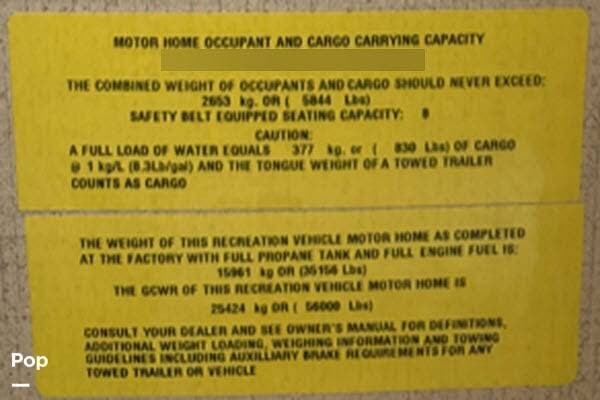 MOTOR HOME OCCUPANT AND CARGO CARRYING CAPACITY
THE COMBINED WEIGHT OF OCCUPANTS AND CARGO SHOULD NEVER EXCEED:
2653 kg. OR ( 5844 Lbs)
SAFETY BELT EQUIPPED SEATING CAPACITY: 8
CAUTION:
A FULL LOAD OF WATER EQUALS 377 kg. or ( 830 Lbs) OF CARGO
@ 1 kg/L (8.3Lb/gal) AND THE TONGUE WEIGHT OF A TOWED TRAILER
COUNTS AS CARGO
THE WEIGHT OF THIS RECREATION VEHICLE MOTOR HOME AS COMPLETED
AT THE FACTORY WITH FULL PROPANE TANK AND FULL ENGINE FUEL IS:
15961 kg OR (35156 Lbs)
THE GCWR OF THIS RECREATION VEHICLE MOTOR HOME IS
25424 kg OR ( 56000 Lbs)
CONSULT YOUR DEALER AND SEE OWNER'S MANUAL FOR DEFINITIONS,
ADDITIONAL WEIGHT LOADING, WEIGHING INFORMATION AND TOWING
GUIDELINES INCLUDING AUXILLIARY BRAKE REQUIREMENTS FOR ANY
TOWED TRAILER OR VEHICLE
Pop